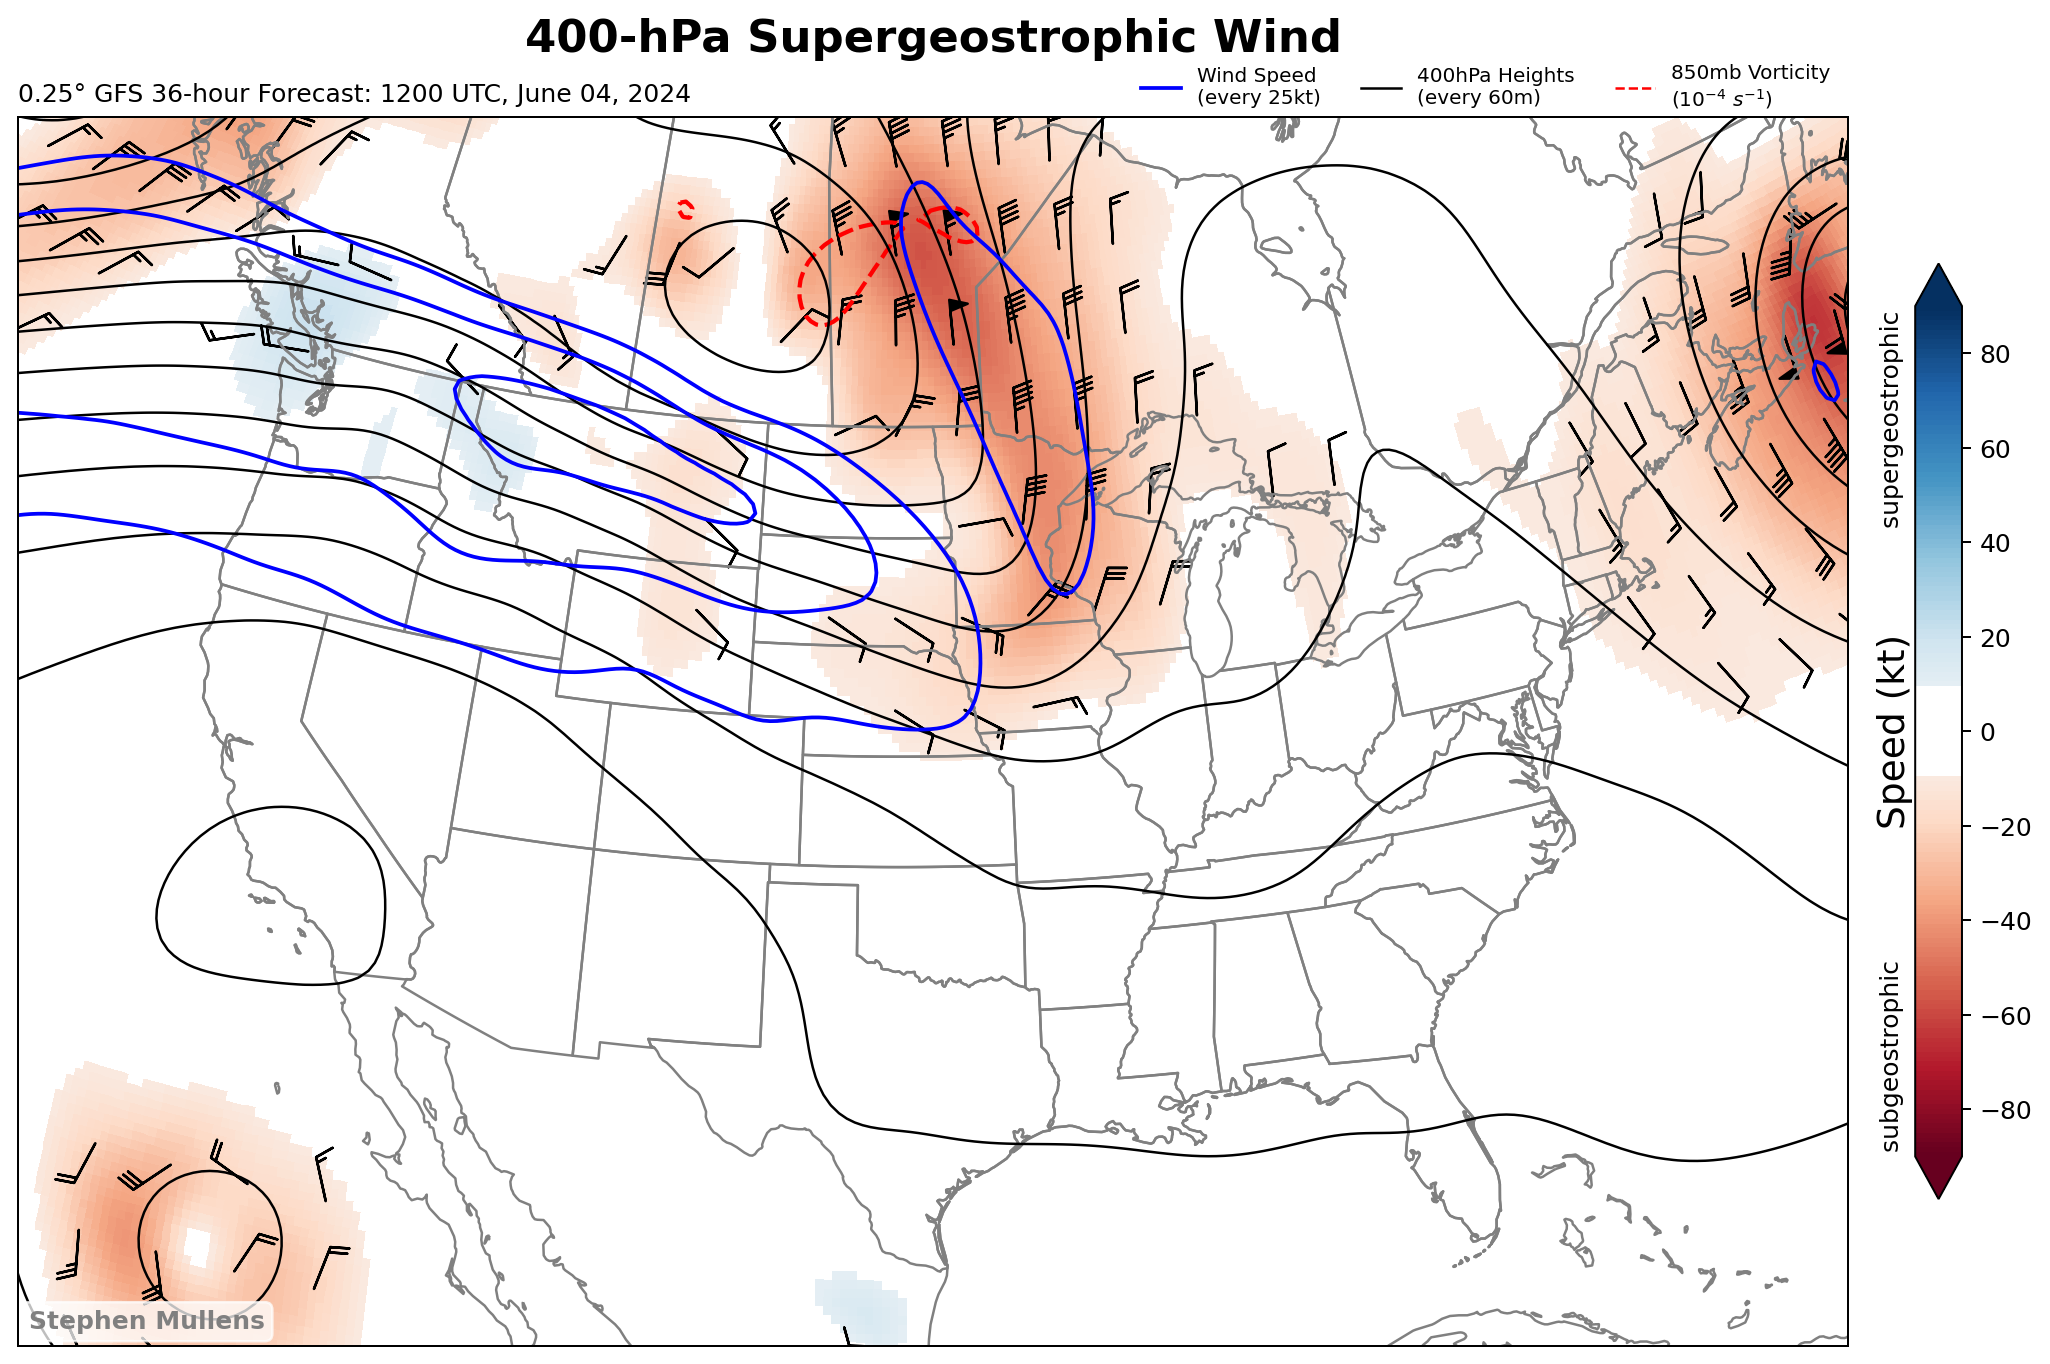 400-hPa Supergeostrophic Wind
0.25° GFS 36-hour Forecast: 1200 UTC, June 04, 2024
Wind Speed
(every 25kt)
400hPa Heights
(every 60m)
850mb Vorticity
(10⁻⁴ s⁻¹)
supergeostrophic
Speed (kt)
subgeostrophic
80
60
40
20
0
−20
−40
−60
−80
Stephen Mullens